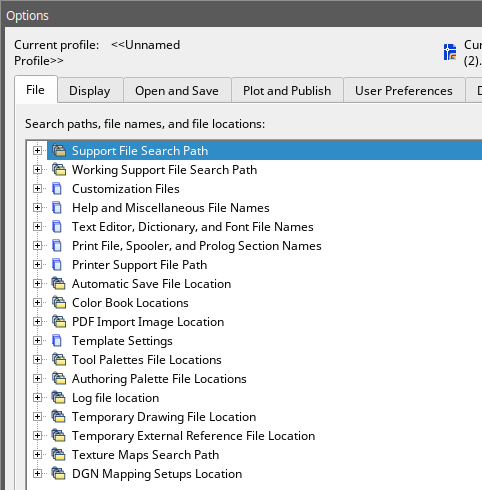 Options
Current profile: <<Unnamed
Profile>>
Cur
(2).
File Display Open and Save Plot and Publish User Preferences
Search paths, file names, and file locations:
Support File Search Path
Working Support File Search Path
Customization Files
Help and Miscellaneous File Names
Text Editor, Dictionary, and Font File Names
Print File, Spooler, and Prolog Section Names
Printer Support File Path
Automatic Save File Location
Color Book Locations
PDF Import Image Location
Template Settings
Tool Palettes File Locations
Authoring Palette File Locations
Log file location
Temporary Drawing File Location
Temporary External Reference File Location
Texture Maps Search Path
DGN Mapping Setups Location